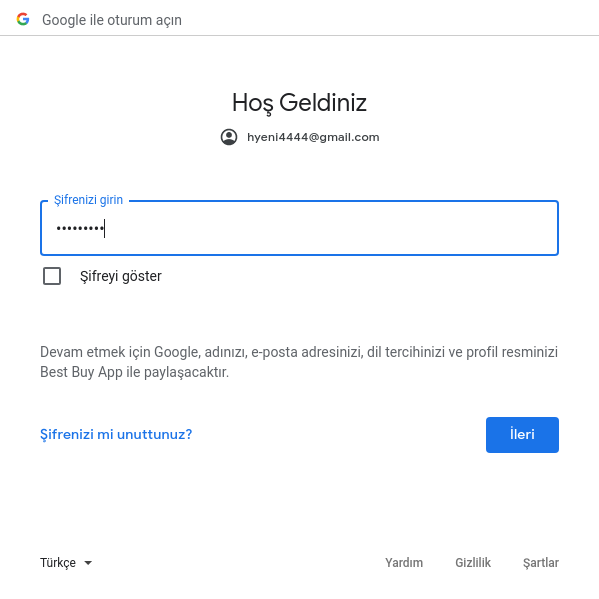 Google ile oturum açın
Hoş Geldiniz
hyeni4444@gmail.com
Şifrenizi girin
•••••••••
Şifreyi göster
Devam etmek için Google, adınızı, e-posta adresinizi, dil tercihinizi ve profil resminizi
Best Buy App ile paylaşacaktır.
Şifrenizi mi unuttunuz?
İleri
Türkçe
Yardım
Gizlilik
Şartlar